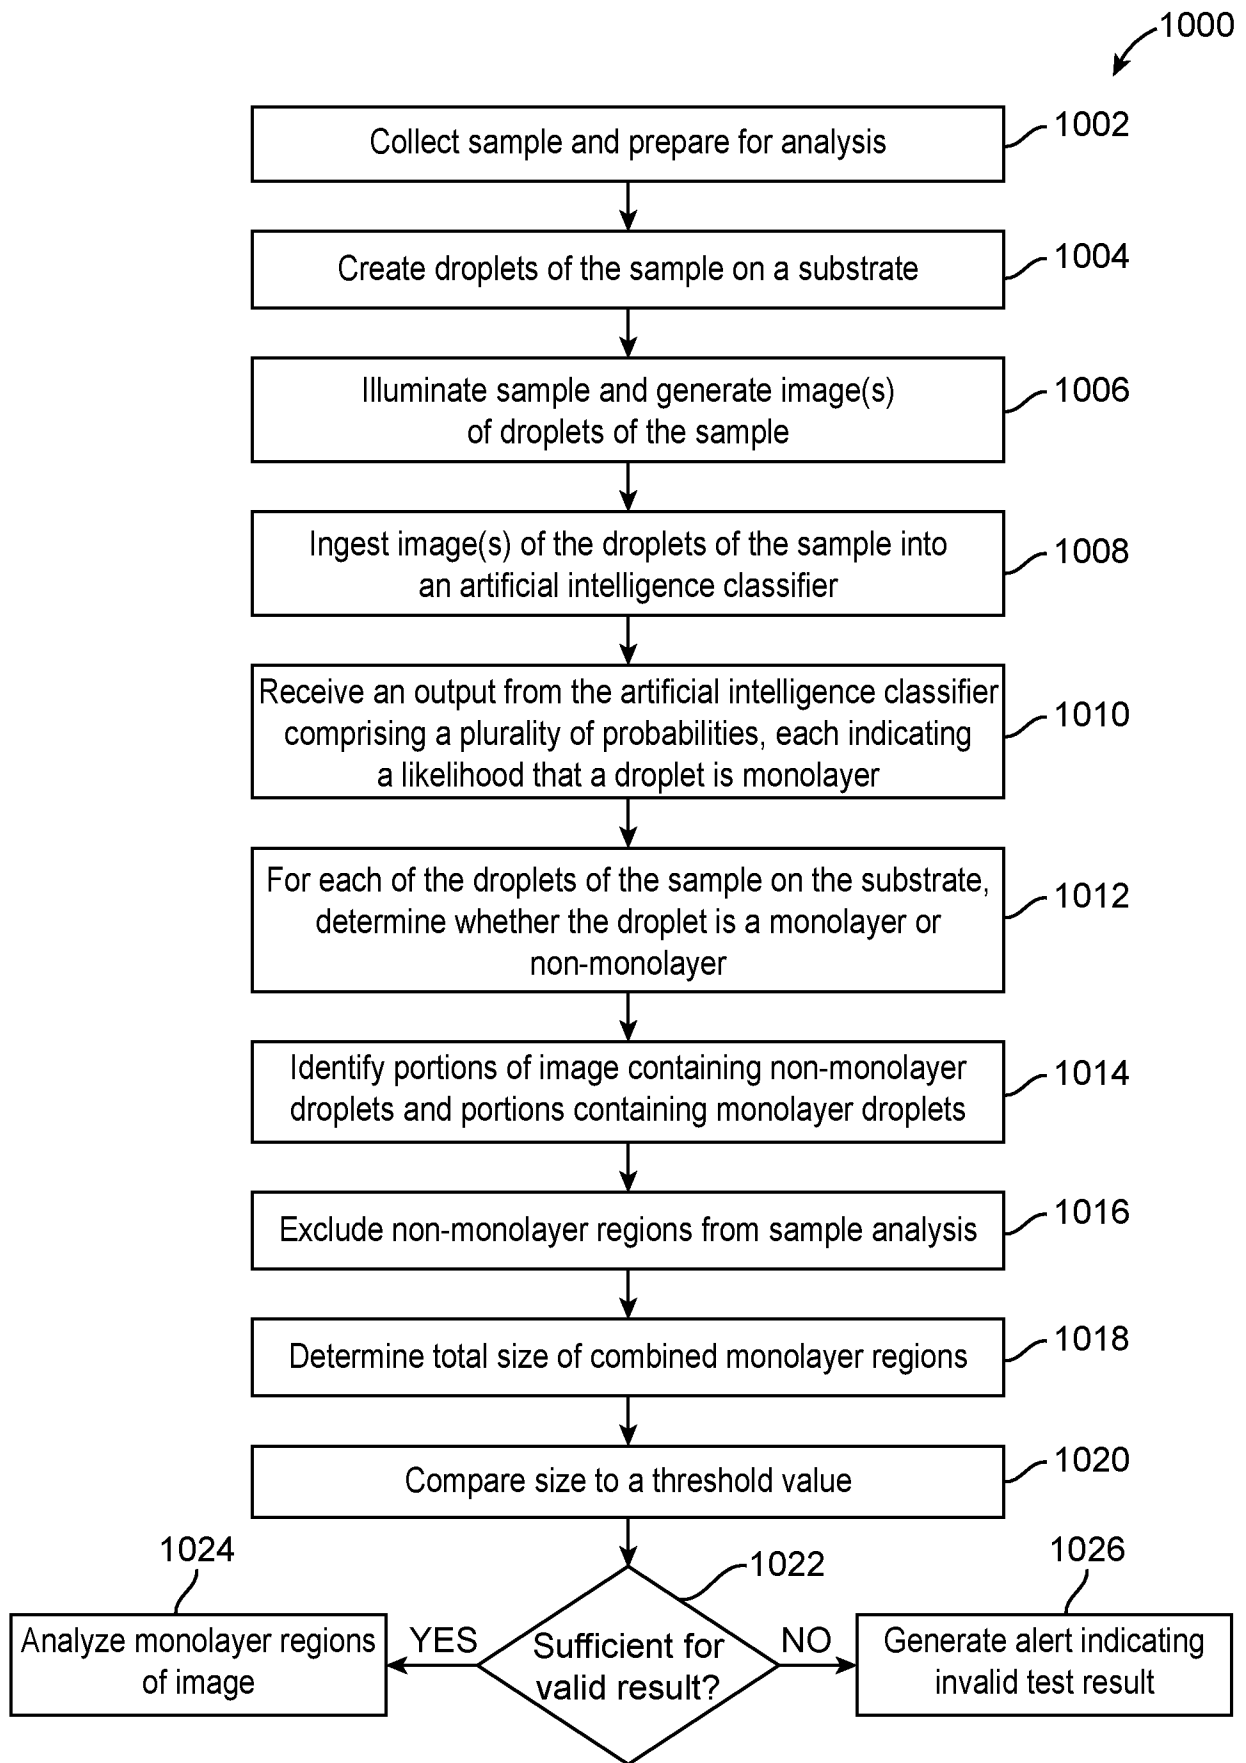 1000
Collect sample and prepare for analysis
1002
Create droplets of the sample on a substrate
1004
Illuminate sample and generate image(s)
of droplets of the sample
1006
Ingest image(s) of the droplets of the sample into
an artificial intelligence classifier
1008
Receive an output from the artificial intelligence classifier
comprising a plurality of probabilities, each indicating
a likelihood that a droplet is monolayer
1010
For each of the droplets of the sample on the substrate,
determine whether the droplet is a monolayer or
non-monolayer
1012
Identify portions of image containing non-monolayer
droplets and portions containing monolayer droplets
1014
Exclude non-monolayer regions from sample analysis
1016
Determine total size of combined monolayer regions
1018
Compare size to a threshold value
1020
1024
Analyze monolayer regions
of image
YES
1022
Sufficient for
valid result?
NO
1026
Generate alert indicating
invalid test result